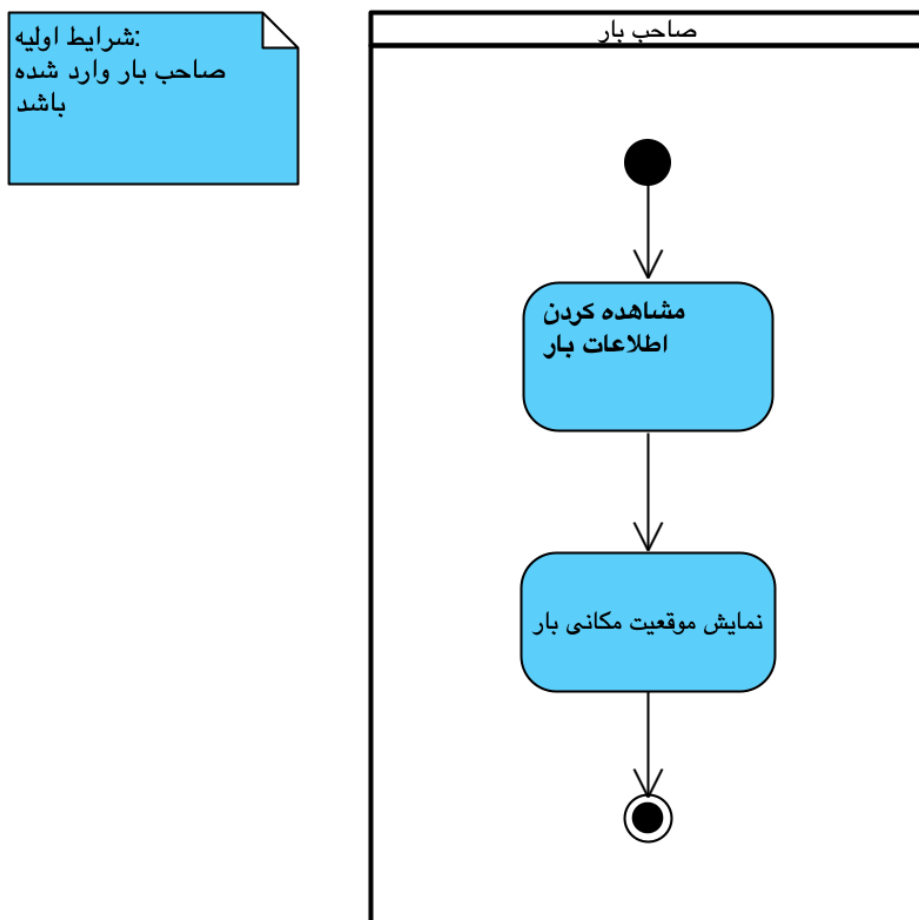 شرایط اولیه:
صاحب بار وارد شده
باشد
صاحب بار
مشاهده کردن
اطلاعات بار
نمایش موقعیت مکانی بار